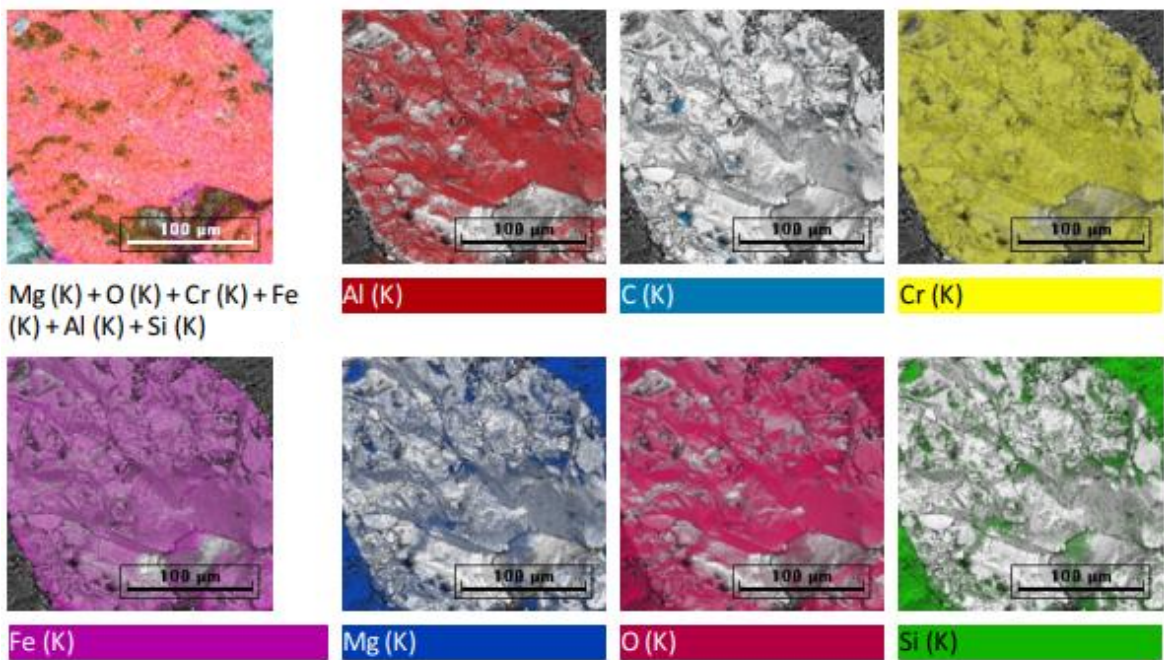 100 µm
100 µm
100 µm
100 µm
Mg (K) + O (K) + Cr (K) + Fe
(K) + Al (K) + Si (K)
Al (K)
C (K)
Cr (K)
100 µm
100 µm
100 µm
100 µm
Fe (K)
Mg (K)
O (K)
Si (K)